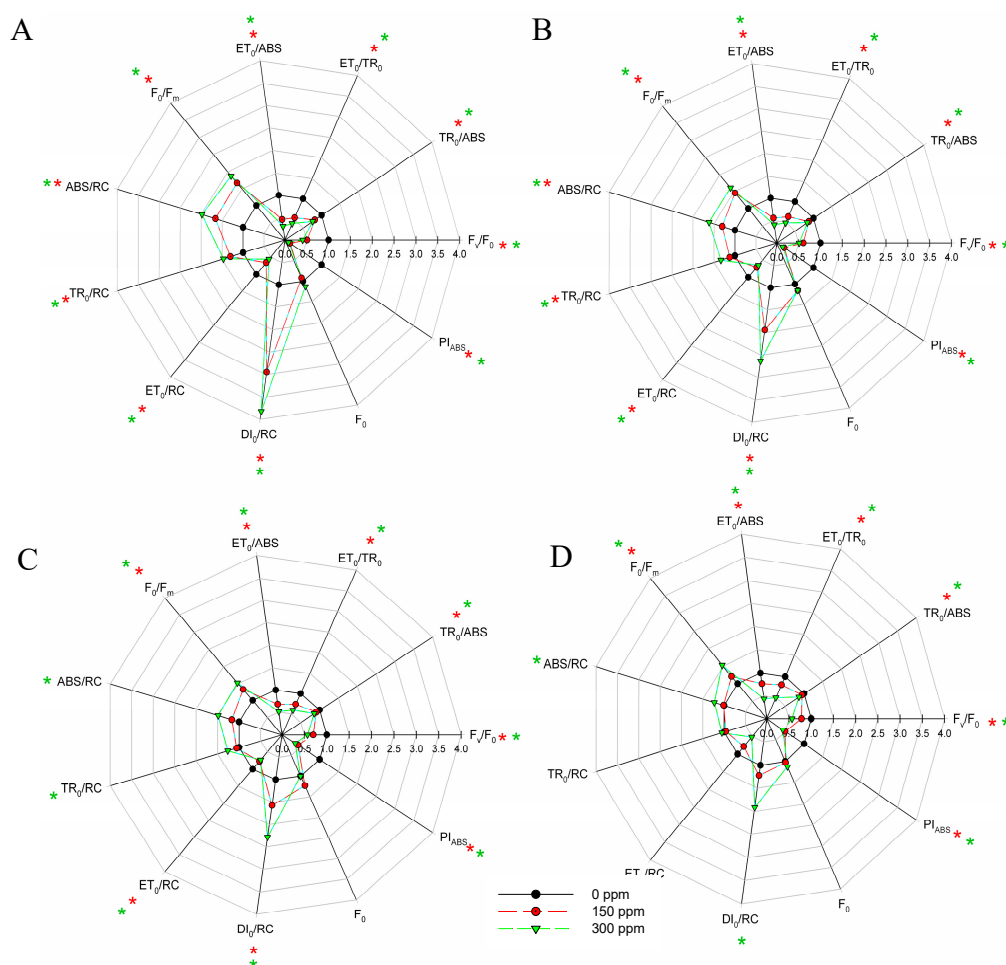 A
ET0/ABS
ET0/TR0
TR0/ABS
Fv/F0
PIABS
F0
DI0/RC
ET0/RC
TR0/RC
ABS/RC
F0/Fm
0.0 0.5 1.0 1.5 2.0 2.5 3.0 3.5 4.0
B
ET0/ABS
ET0/TR0
TR0/ABS
Fv/F0
PIABS
F0
DI0/RC
ET0/RC
TR0/RC
ABS/RC
F0/Fm
0.0 0.5 1.0 1.5 2.0 2.5 3.0 3.5 4.0
C
ET0/ABS
ET0/TR0
TR0/ABS
Fv/F0
PIABS
F0
DI0/RC
ET0/RC
TR0/RC
ABS/RC
F0/Fm
0.0 0.5 1.0 1.5 2.0 2.5 3.0 3.5 4.0
D
ET0/ABS
ET0/TR0
TR0/ABS
Fv/F0
PIABS
F0
DI0/RC
ET0/RC
TR0/RC
ABS/RC
F0/Fm
0.0 0.5 1.0 1.5 2.0 2.5 3.0 3.5 4.0
0 ppm
150 ppm
300 ppm